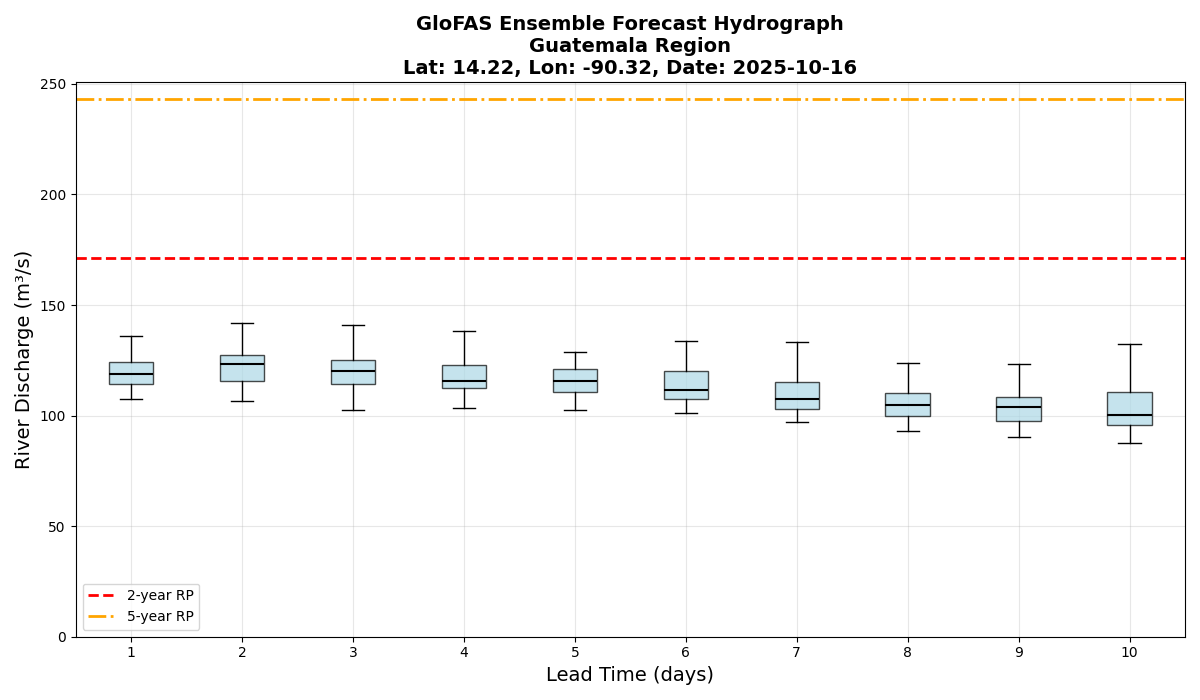 GloFAS Ensemble Forecast Hydrograph
Guatemala Region
Lat: 14.22, Lon: -90.32, Date: 2025-10-16
River Discharge (m³/s)
250
200
150
100
50
0
2-year RP
5-year RP
1 2 3 4 5 6 7 8 9 10
Lead Time (days)